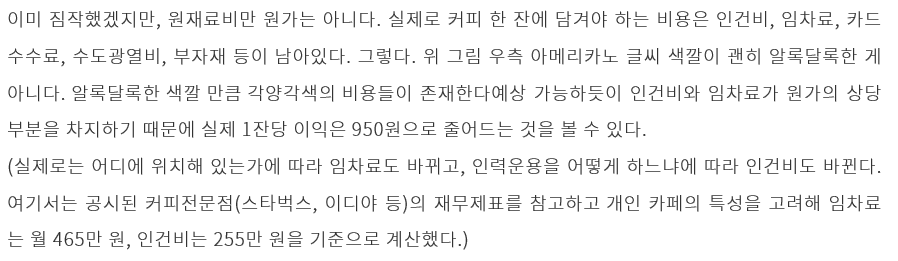 이미 짐작했겠지만, 원재료비만 원가는 아니다. 실제로 커피 한 잔에 담겨야 하는 비용은 인건비, 임차료, 카드
수수료, 수도광열비, 부자재 등이 남아있다. 그렇다. 위 그림 우측 아메리카노 글씨 색깔이 괜히 알록달록한 게
아니다. 알록달록한 색깔 만큼 각양각색의 비용들이 존재한다예상 가능하듯이 인건비와 임차료가 원가의 상당
부분을 차지하기 때문에 실제 1잔당 이익은 950원으로 줄어드는 것을 볼 수 있다.
(실제로는 어디에 위치해 있는가에 따라 임차료도 바뀌고, 인력운용을 어떻게 하느냐에 따라 인건비도 바뀐다.
여기서는 공시된 커피전문점(스타벅스, 이디야 등)의 재무제표를 참고하고 개인 카페의 특성을 고려해 임차료
는 월 465만 원, 인건비는 255만 원을 기준으로 계산했다.)